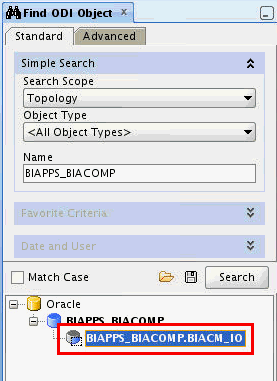 Find ODI Object
Standard
Advanced
Simple Search
Search Scope
Topology
Object Type
<All Object Types>
Name
BIAPPS_BIACOMP
Favorite Criteria
Date and User
Match Case
Search
Oracle
BIAPPS_BIACOMP
BIAPPS_BIACOMP.BIACM_IO